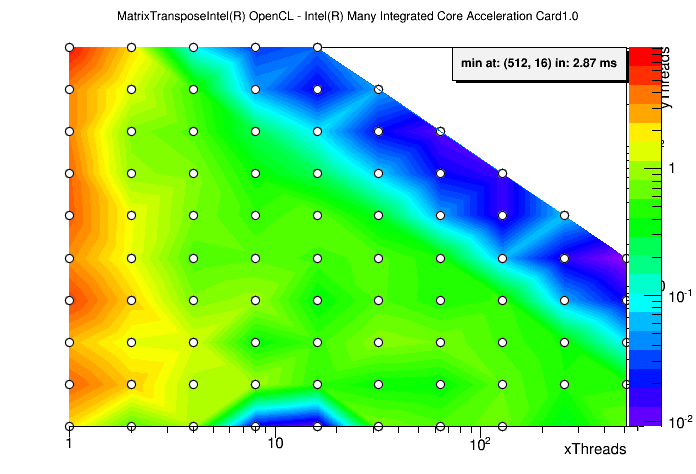 MatrixTransposeIntel(R) OpenCL - Intel(R) Many Integrated Core Acceleration Card1.0
min at: (512, 16) in: 2.87 ms
yThreads
1
10-1
10-2
1
10
10²
xThreads